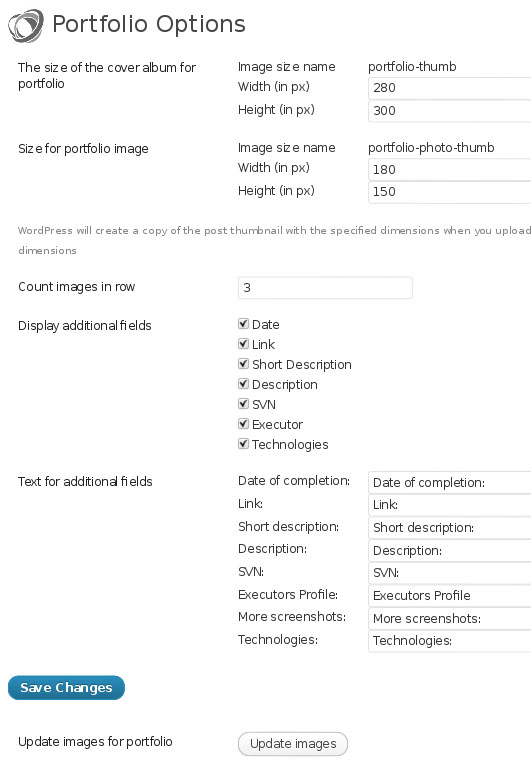 Portfolio Options
The size of the cover album for portfolio
Image size name portfolio-thumb
Width (in px) 280
Height (in px) 300
Size for portfolio image
Image size name portfolio-photo-thumb
Width (in px) 180
Height (in px) 150
WordPress will create a copy of the post thumbnail with the specified dimensions when you upload
dimensions
Count images in row 3
Display additional fields
Date
Link
Short Description
Description
SVN
Executor
Technologies
Text for additional fields
Date of completion: Date of completion:
Link: Link:
Short description: Short description:
Description: Description:
SVN: SVN:
Executors Profile: Executors Profile
More screenshots: More screenshots:
Technologies: Technologies:
Save Changes
Update images for portfolio Update images